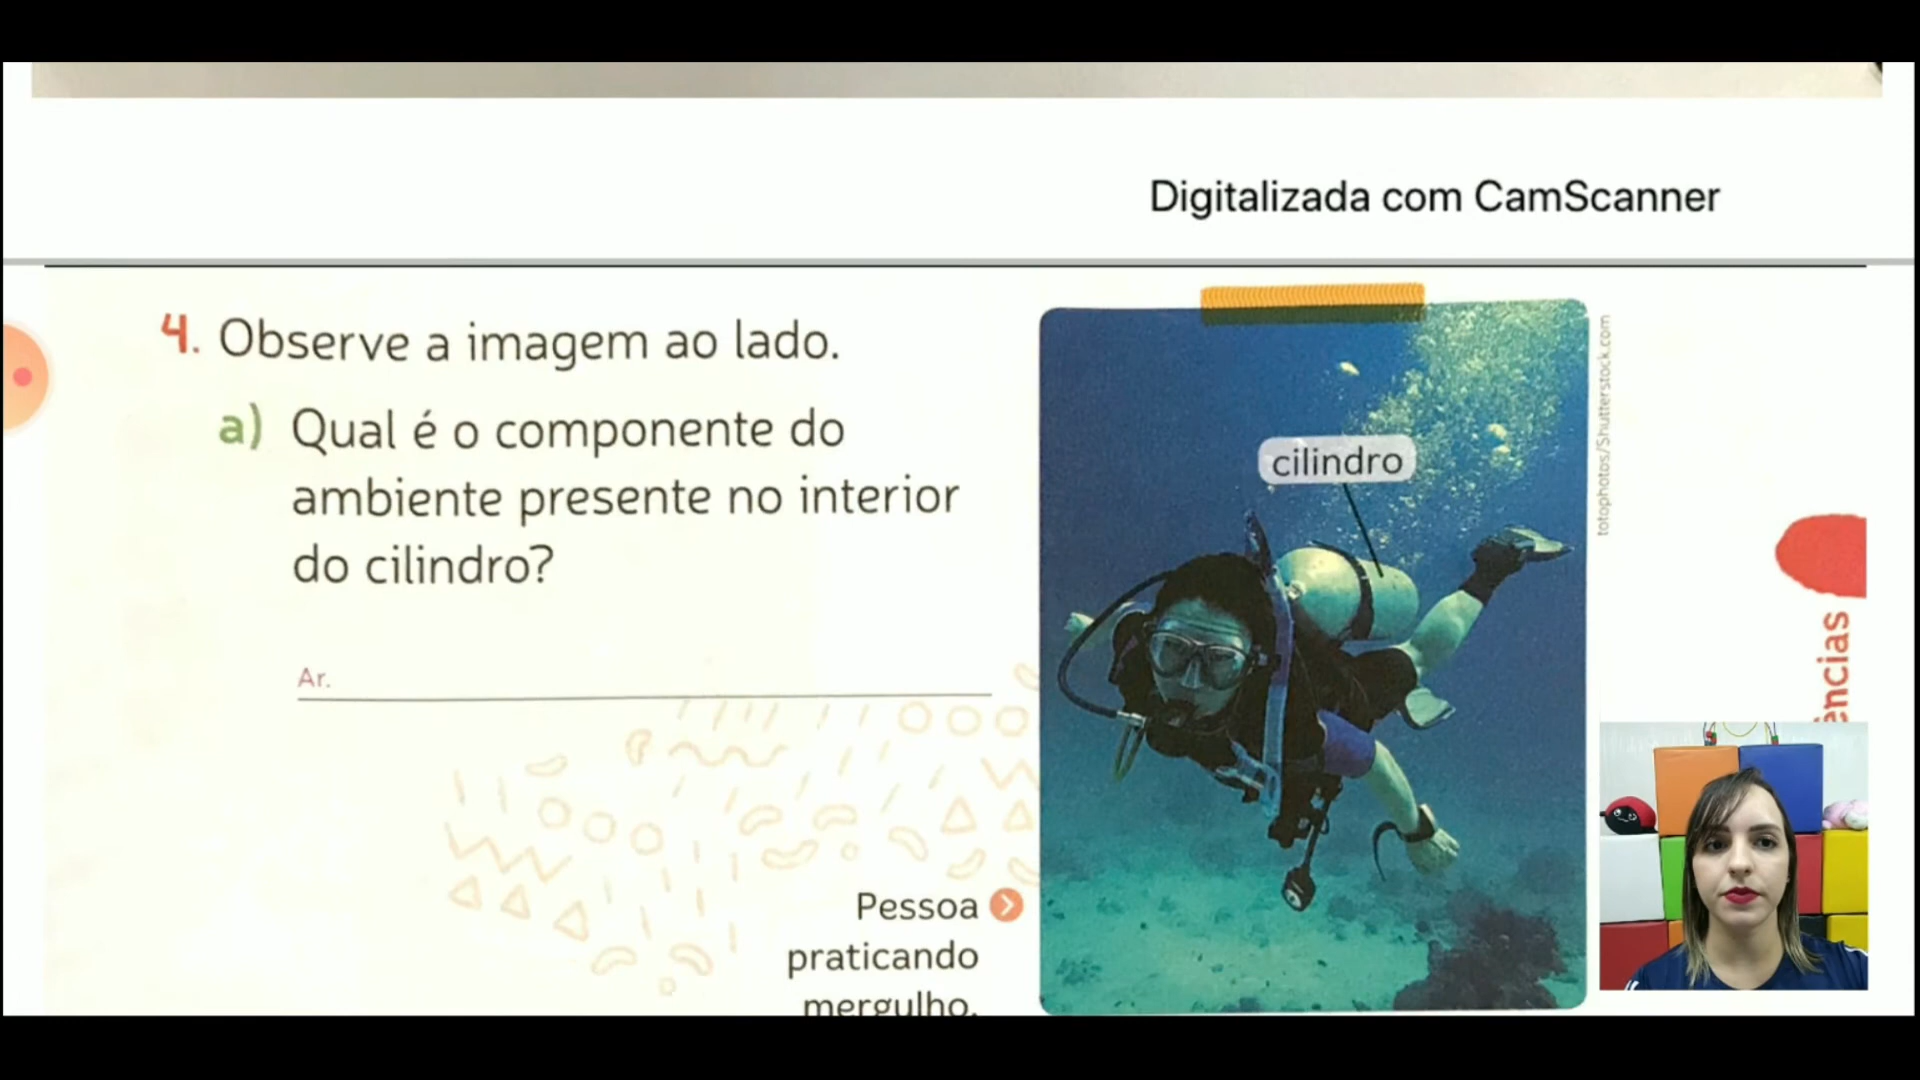 Digitalizada com CamScanner
4. Observe a imagem ao lado.
a) Qual é o componente do
ambiente presente no interior
do cilindro?
Ar.
cilindro
totophotos/Shutterstock.com
Pessoa
praticando
mergulho.
ências